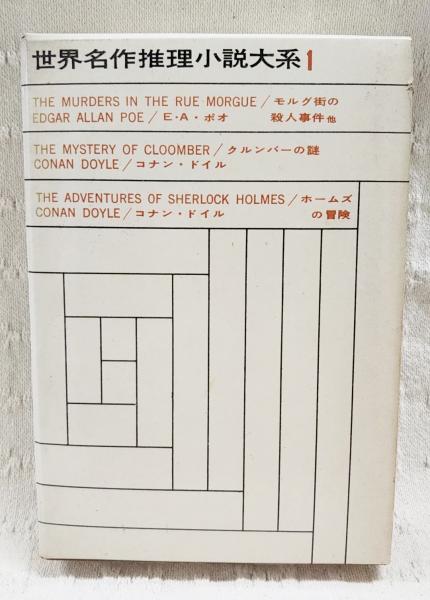 世界名作推理小説大系1
THE MURDERS IN THE RUE MORGUE/モルグ街の
EDGAR ALLAN POE/E・A・ポオ 殺人事件他
THE MYSTERY OF CLOOMBER/クルンバーの謎
CONAN DOYLE/コナン・ドイル
THE ADVENTURES OF SHERLOCK HOLMES/ホームズ
CONAN DOYLE/コナン・ドイル の冒険